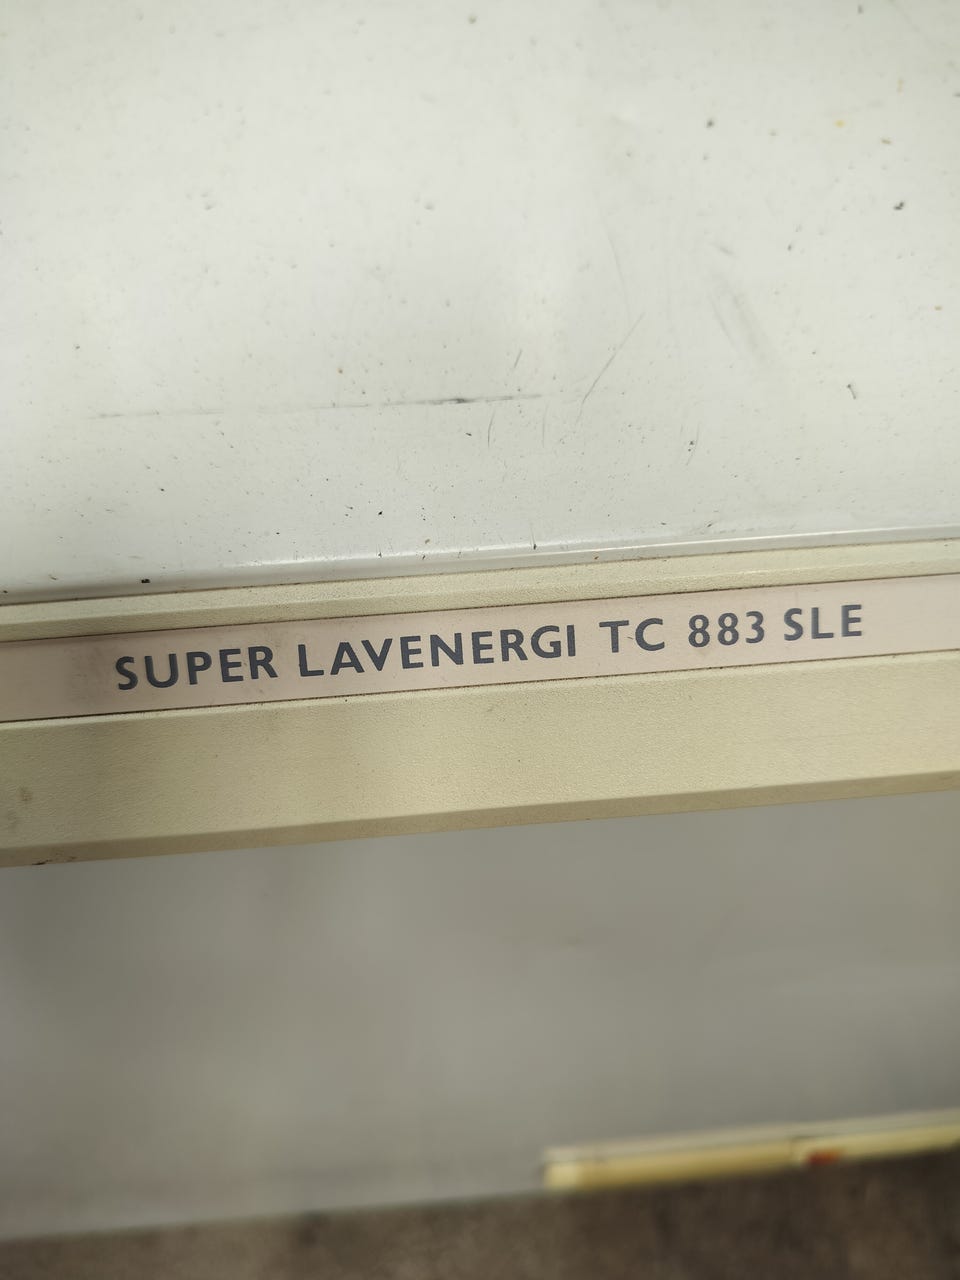 SUPER LAVENERGI TC 883 SLE